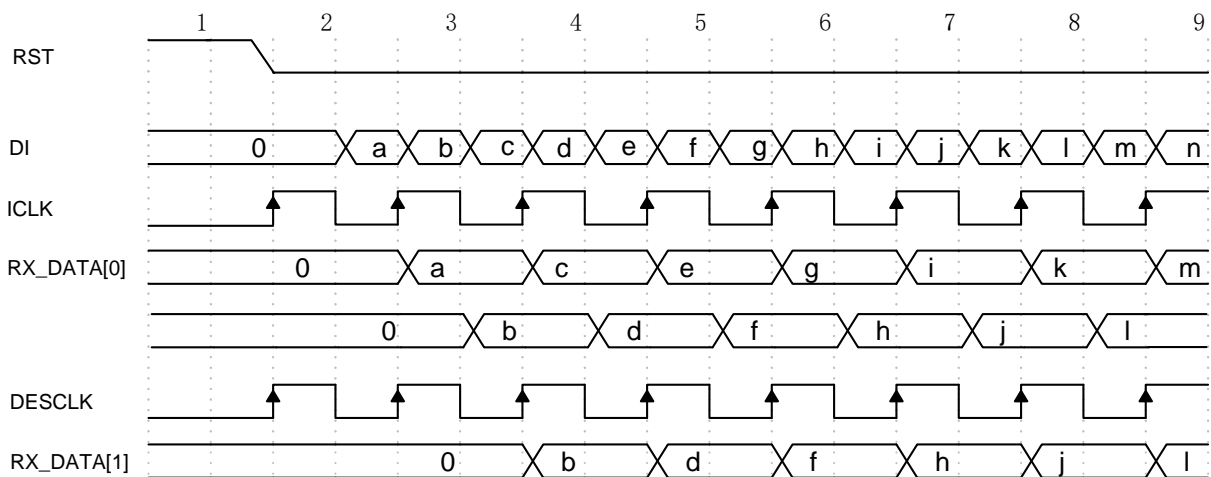 1 2 3 4 5 6 7 8 9
RST
DI 0 a b c d e f g h i j k l m n
ICLK
RX_DATA[0] 0 a c e g i k m
0 b d f h j l
DESCLK
RX_DATA[1] 0 b d f h j l